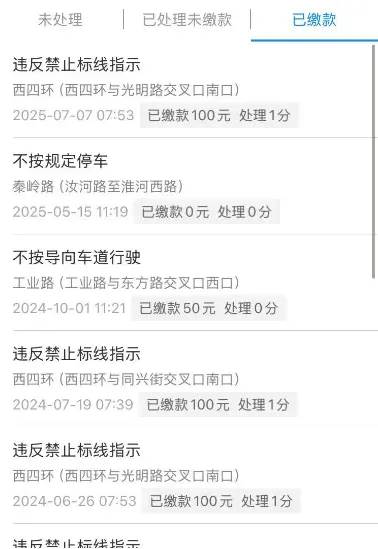 未处理 已处理未缴款 已缴款
违反禁止标线指示
西四环（西四环与光明路交叉口南口）
2025-07-07 07:53 已缴款100元 处理1分
不按规定停车
秦岭路（汝河路至淮河西路）
2025-05-15 11:19 已缴款0元 处理0分
不按导向车道行驶
工业路（工业路与东方路交叉口西口）
2024-10-01 11:21 已缴款50元 处理0分
违反禁止标线指示
西四环（西四环与同兴街交叉口南口）
2024-07-19 07:39 已缴款100元 处理1分
违反禁止标线指示
西四环（西四环与光明路交叉口南口）
2024-06-26 07:53 已缴款100元 处理1分
违反禁止标线指示